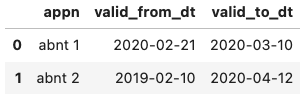 appn valid_from_dt valid_to_dt
0 abnt 1 2020-02-21 2020-03-10
1 abnt 2 2019-02-10 2020-04-12